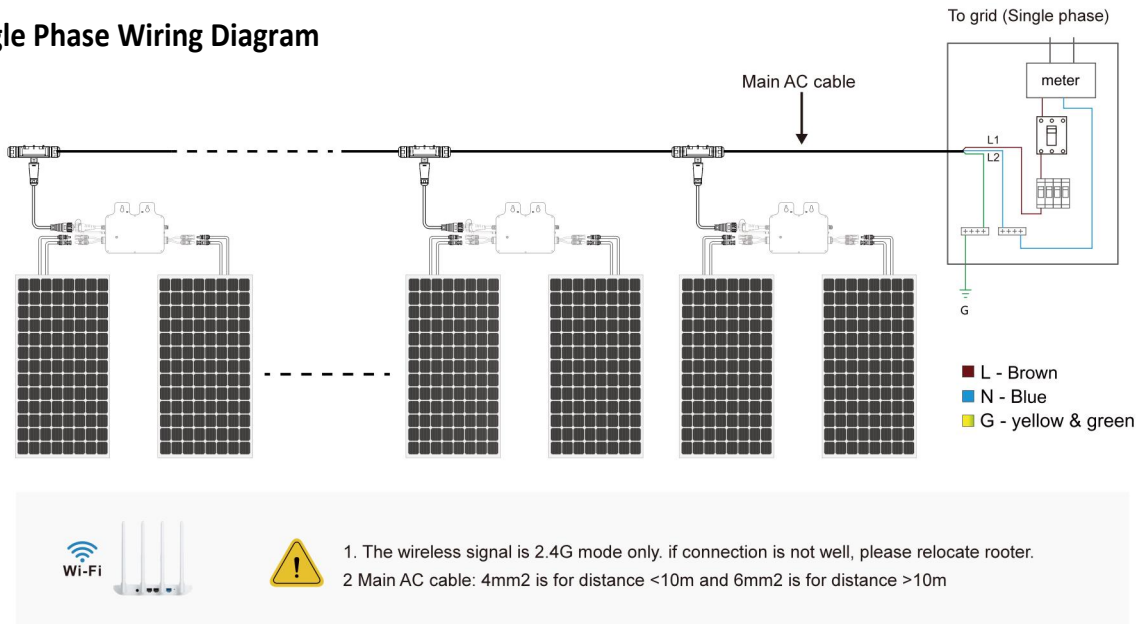 gle Phase Wiring Diagram
To grid (Single phase)
Main AC cable
meter
L1
L2
G
L - Brown
N - Blue
G - yellow & green
Wi-Fi
1. The wireless signal is 2.4G mode only. if connection is not well, please relocate rooter.
2 Main AC cable: 4mm2 is for distance <10m and 6mm2 is for distance >10m